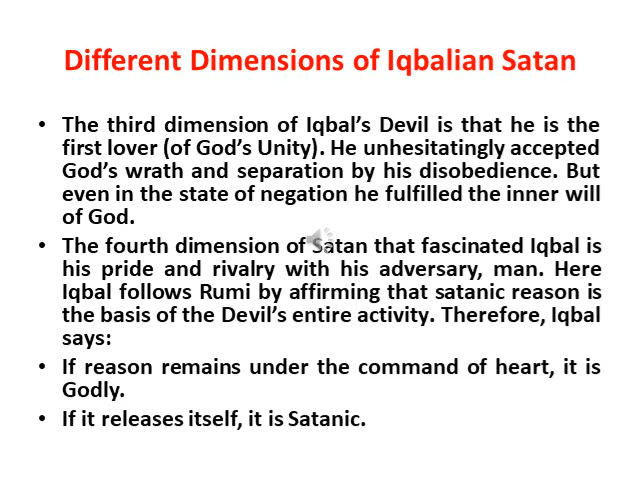 Different Dimensions of Iqbalian Satan
• The third dimension of Iqbal's Devil is that he is the
first lover (of God's Unity). He unhesitatingly accepted
God's wrath and separation by his disobedience. But
even in the state of negation he fulfilled the inner will
of God.
• The fourth dimension of Satan that fascinated Iqbal is
his pride and rivalry with his adversary, man. Here
Iqbal follows Rumi by affirming that satanic reason is
the basis of the Devil's entire activity. Therefore, Iqbal
says:
• If reason remains under the command of heart, it is
Godly.
• If it releases itself, it is Satanic.